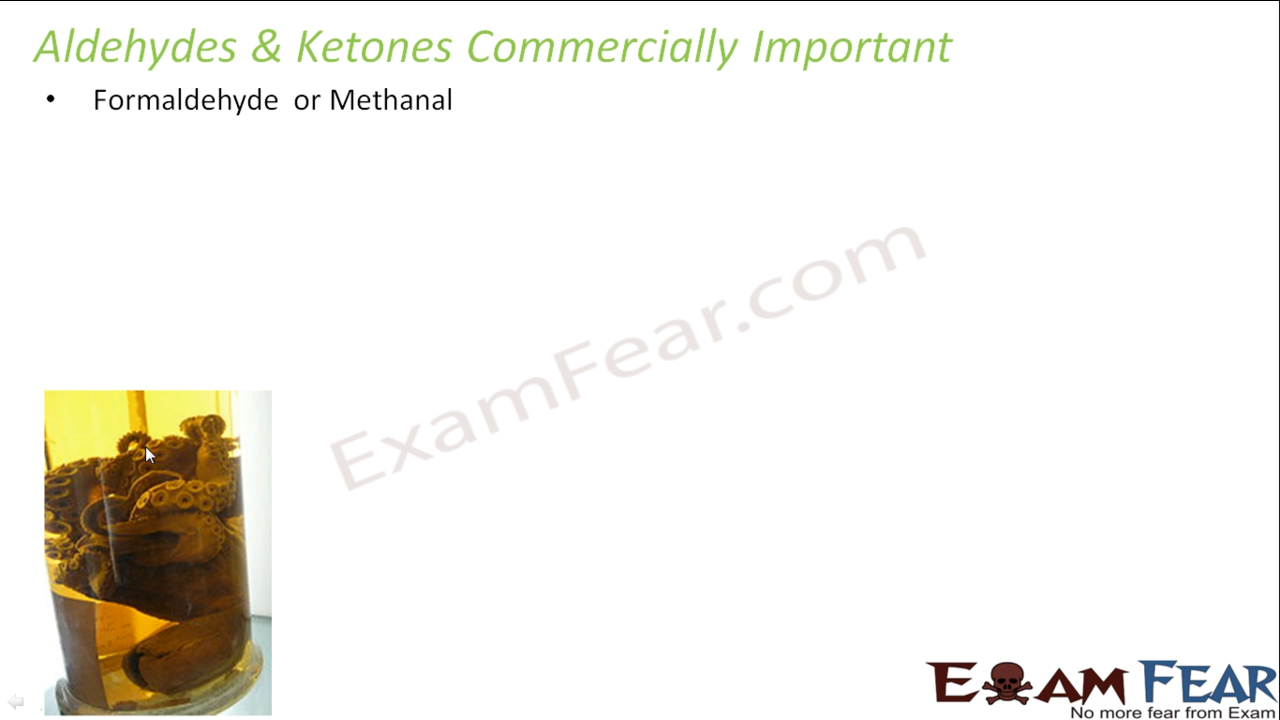 Aldehydes & Ketones Commercially Important
• Formaldehyde or Methanal
ExamFear.com
EXAM FEAR
No more fear from Exam